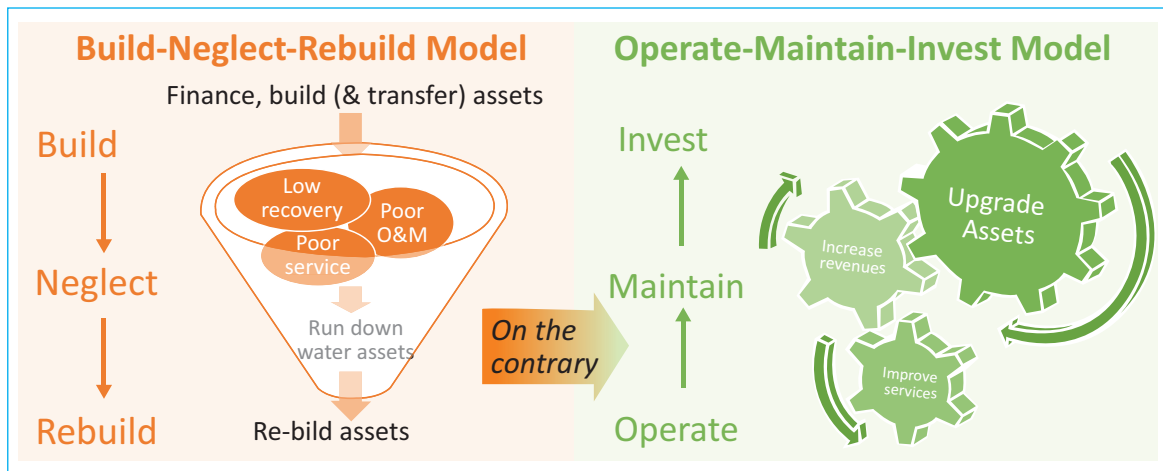 Build-Neglect-Rebuild Model
Finance, build (& transfer) assets
Build
Neglect
Rebuild
Low
recovery
Poor
O&M
Poor
service
Run down
water assets
Re-bild assets
On the
contrary
Operate-Maintain-Invest Model
Invest
Maintain
Operate
Upgrade
Assets
Increase
revenues
Improve
services